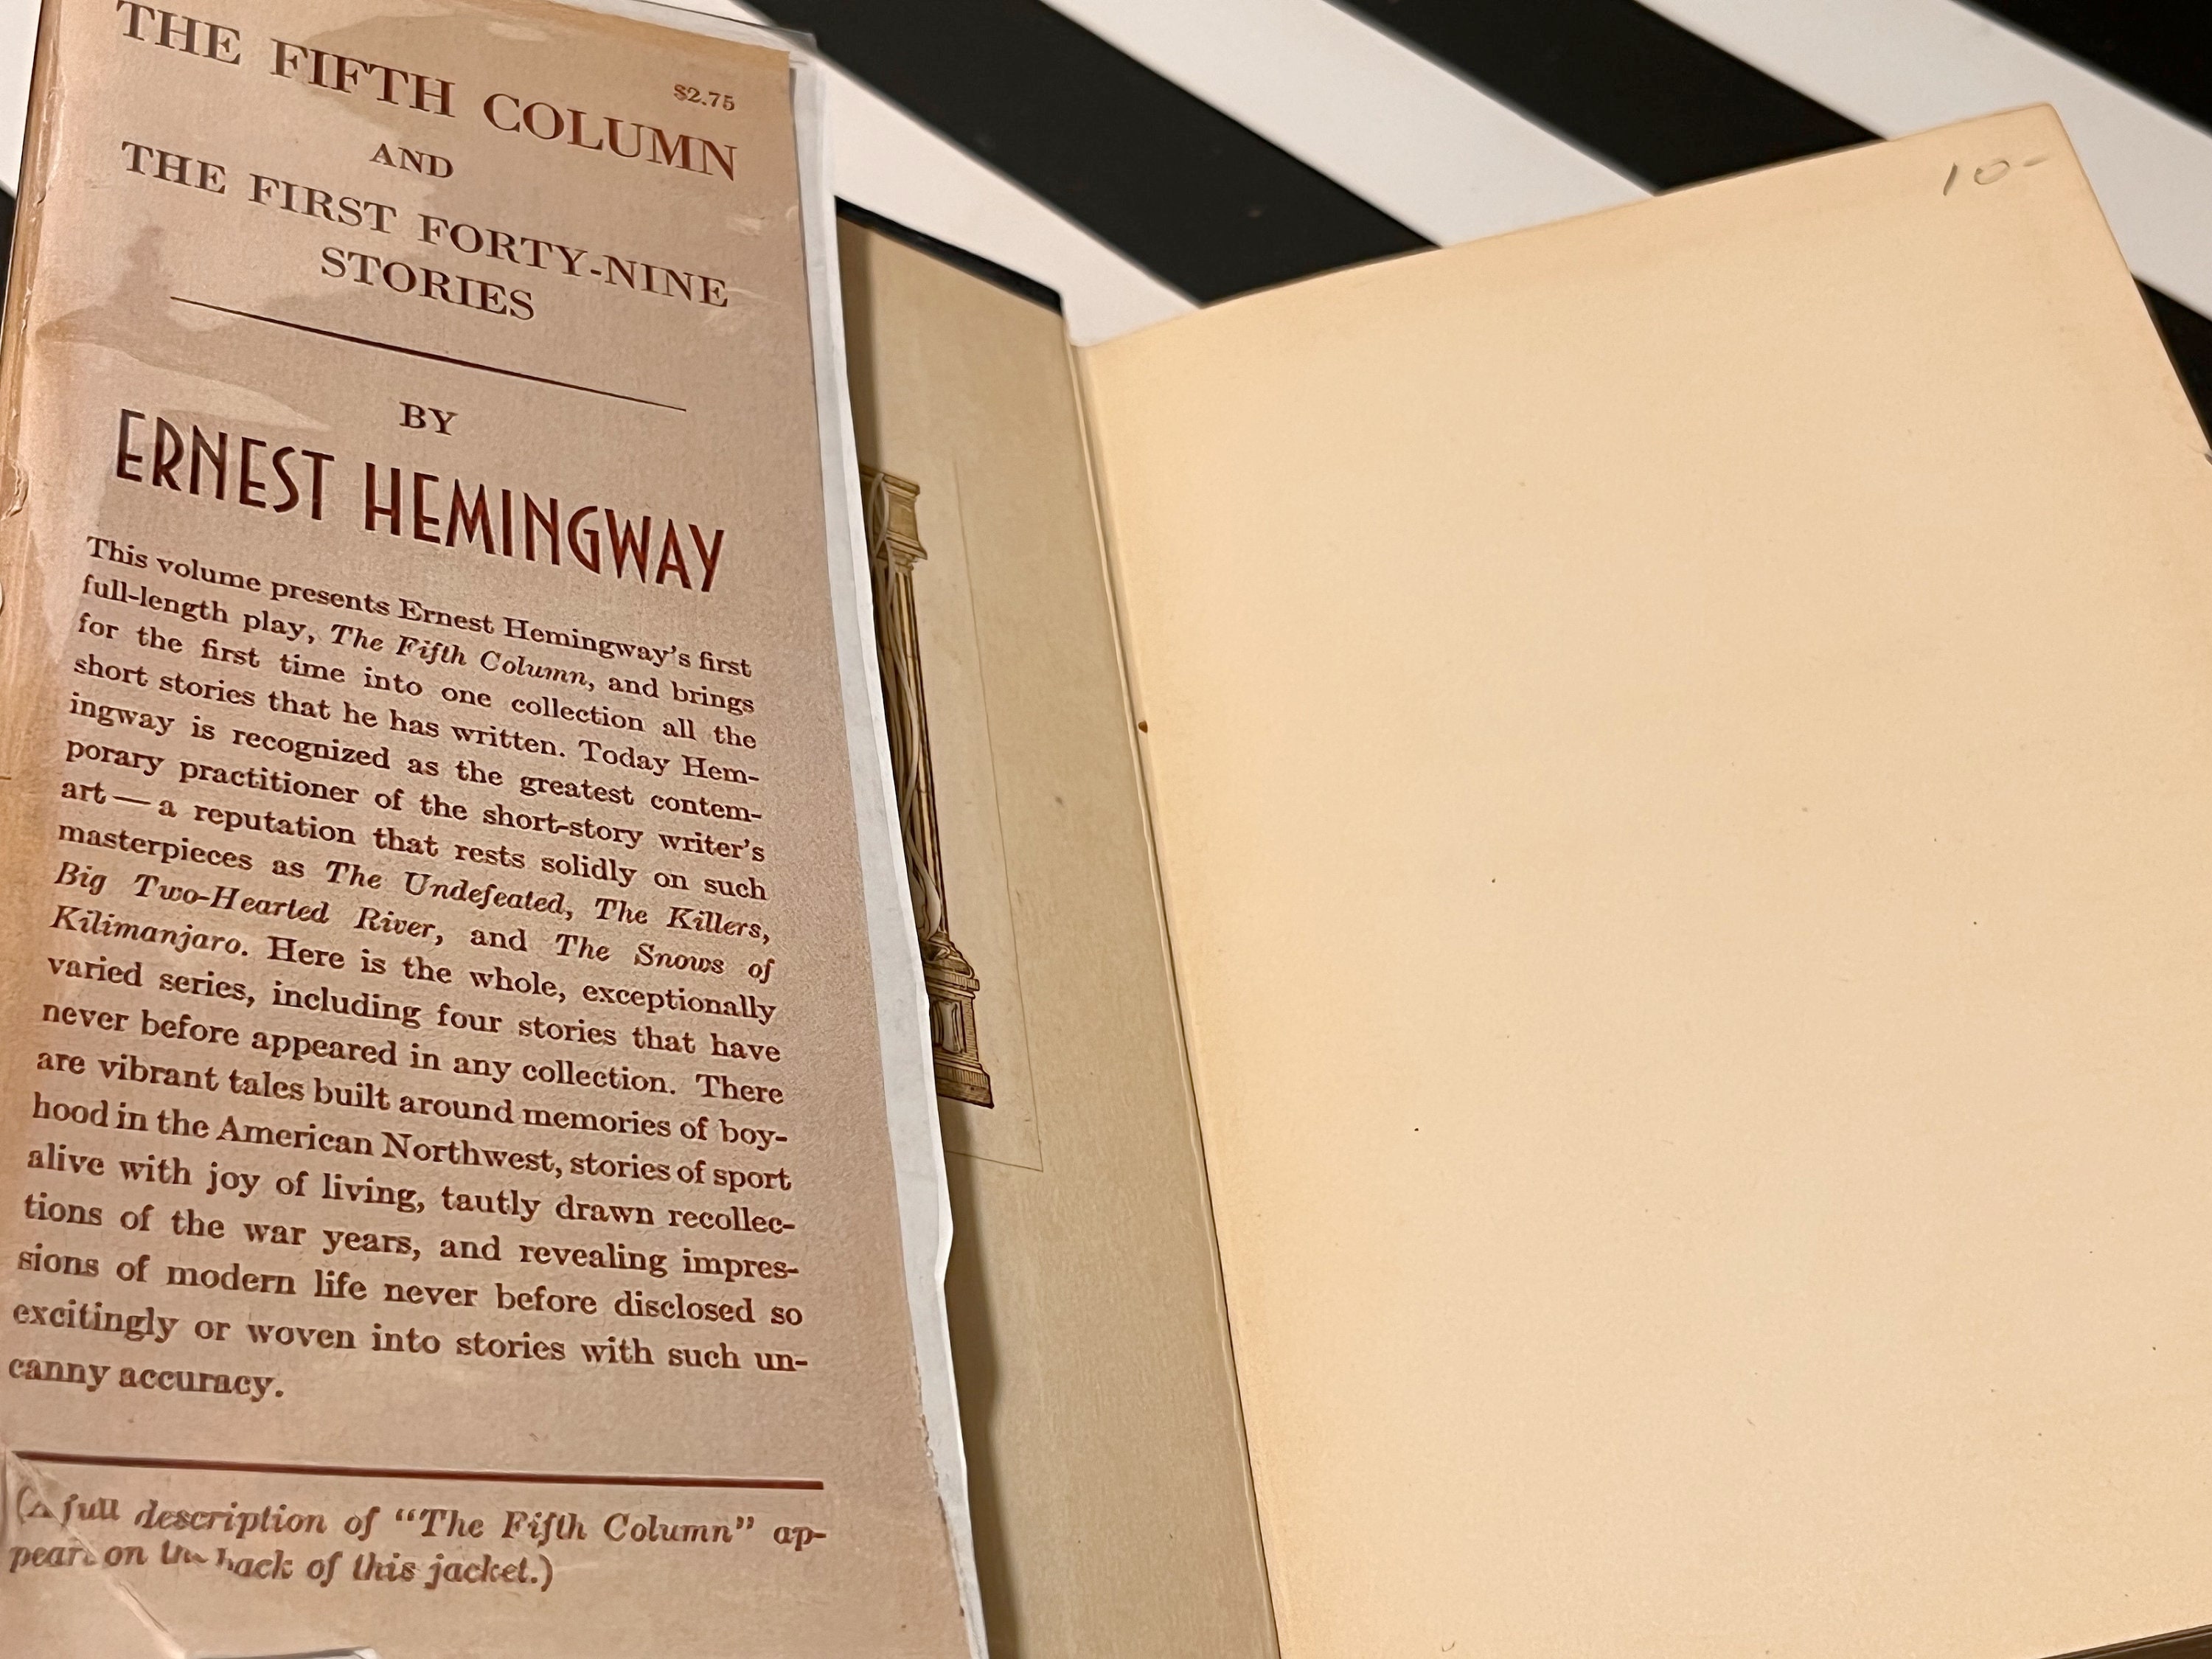 THE FIFTH COLUMN
$2.75
AND
THE FIRST FORTY-NINE
STORIES
BY
ERNEST HEMINGWAY
This volume presents Ernest Hemingway's first
full-length play, The Fifth Column, and brings
for the first time into one collection all the
short stories that he has written. Today Hem-
ingway is recognized as the greatest contem-
porary practitioner of the short-story writer's
art — a reputation that rests solidly on such
masterpieces as The Undefeated, The Killers,
Big Two-Hearted River, and The Snows of
Kilimanjaro. Here is the whole, exceptionally
varied series, including four stories that have
never before appeared in any collection. There
are vibrant tales built around memories of boy-
hood in the American Northwest, stories of sport
alive with joy of living, tautly drawn recollec-
tions of the war years, and revealing impres-
sions of modern life never before disclosed so
excitingly or woven into stories with such un-
canny accuracy.
(A full description of "The Fifth Column" ap-
pears on the back of this jacket.)
10-